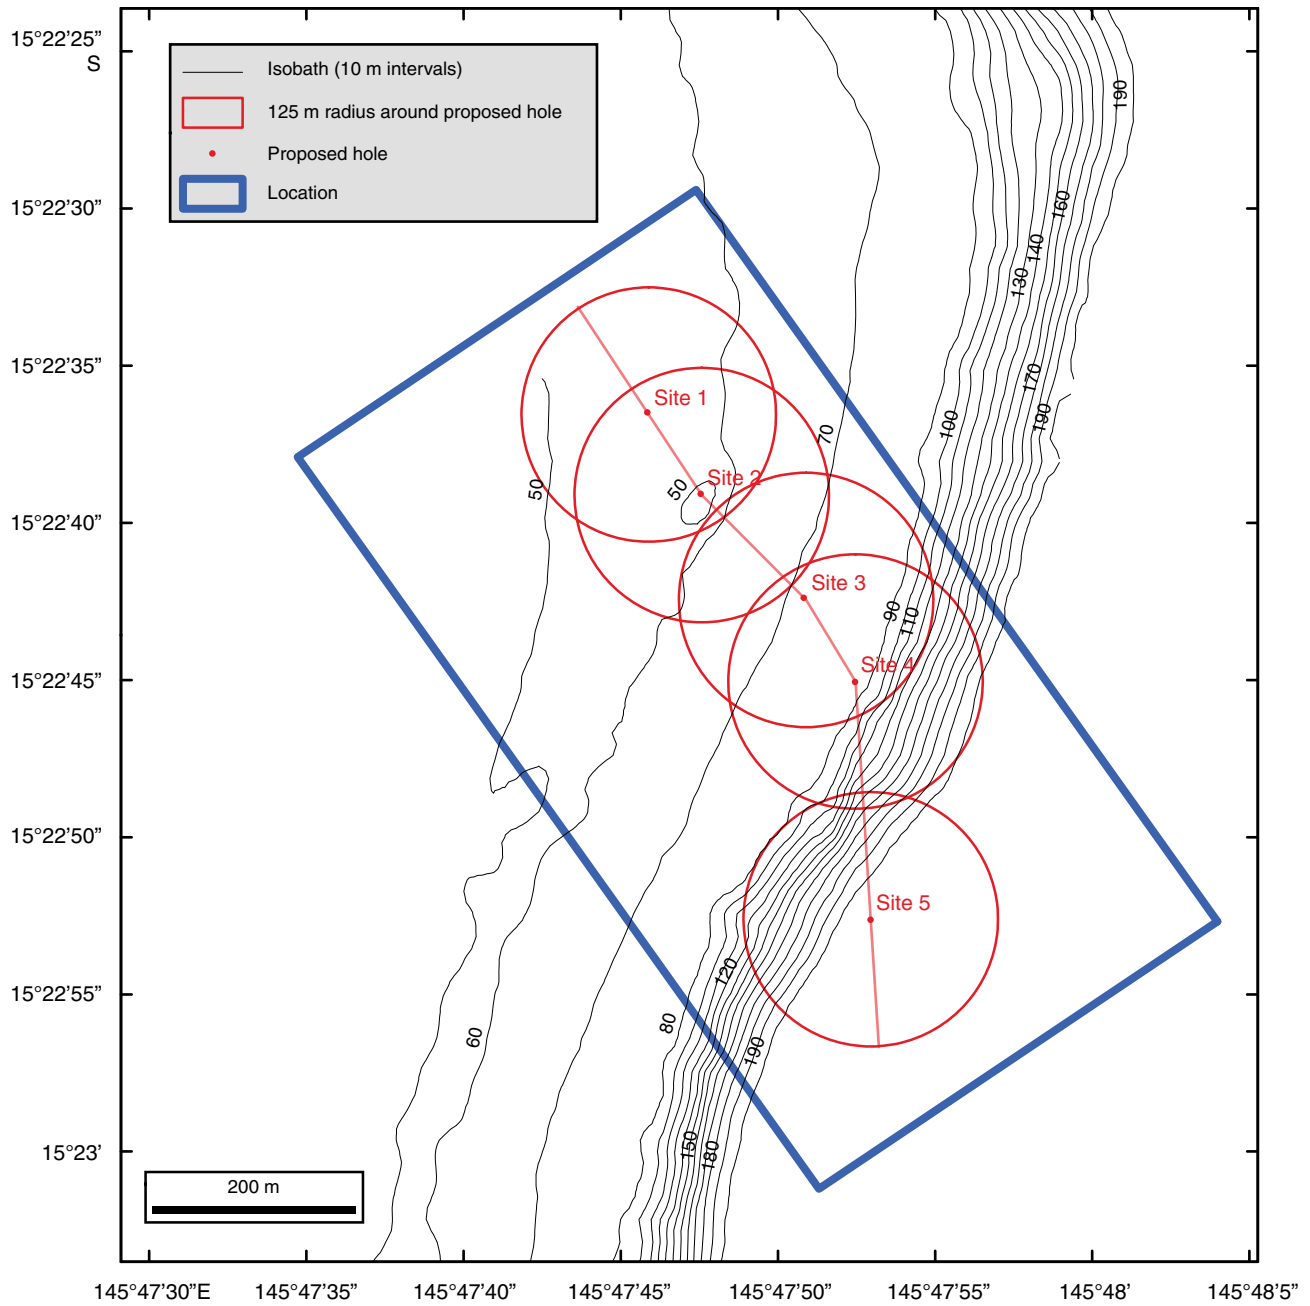 15°22'25”
S
15°22'30”
15°22'35”
15°22'40”
15°22'45”
15°22'50”
15°22'55”
15°23’
Isobath (10 m intervals)
125 m radius around proposed hole
Proposed hole
Location
190
160
140
130
170
190
100
70
Site 1
Site 2
50
50
Site 3
90
110
Site 4
Site 5
120
80
60
190
150
180
200 m
145°47’30”E
145°47’35”
145°47’40”
145°47’45”
145°47’50”
145°47’55”
145°48’
145°48’5”